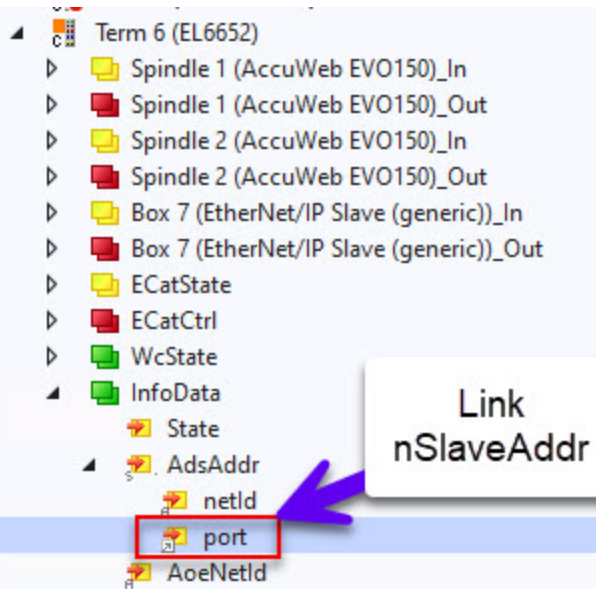 Term 6 (EL6652)
Spindle 1 (AccuWeb EVO150)_In
Spindle 1 (AccuWeb EVO150)_Out
Spindle 2 (AccuWeb EVO150)_In
Spindle 2 (AccuWeb EVO150)_Out
Box 7 (EtherNet/IP Slave (generic))_In
Box 7 (EtherNet/IP Slave (generic))_Out
ECatState
ECatCtrl
WcState
InfoData
State
AdsAddr
netId
port
AoeNetId
Link
nSlaveAddr